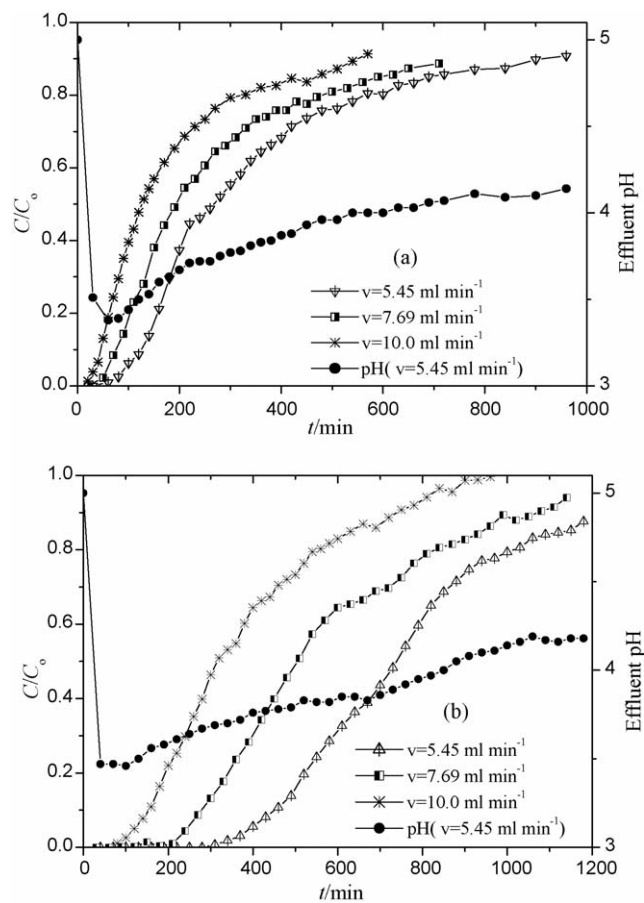 1.0
0.8
0.6
0.4
0.2
0.0
C/Co
5
4
3
Effluent pH
(a)
v=5.45 ml min-1
v=7.69 ml min-1
v=10.0 ml min-1
pH( v=5.45 ml min-1)
0 200 400 600 800 1000
t/min
1.0
0.8
0.6
0.4
0.2
0.0
C/Co
5
4
3
Effluent pH
(b)
v=5.45 ml min-1
v=7.69 ml min-1
v=10.0 ml min-1
pH( v=5.45 ml min-1)
0 200 400 600 800 1000 1200
t/min